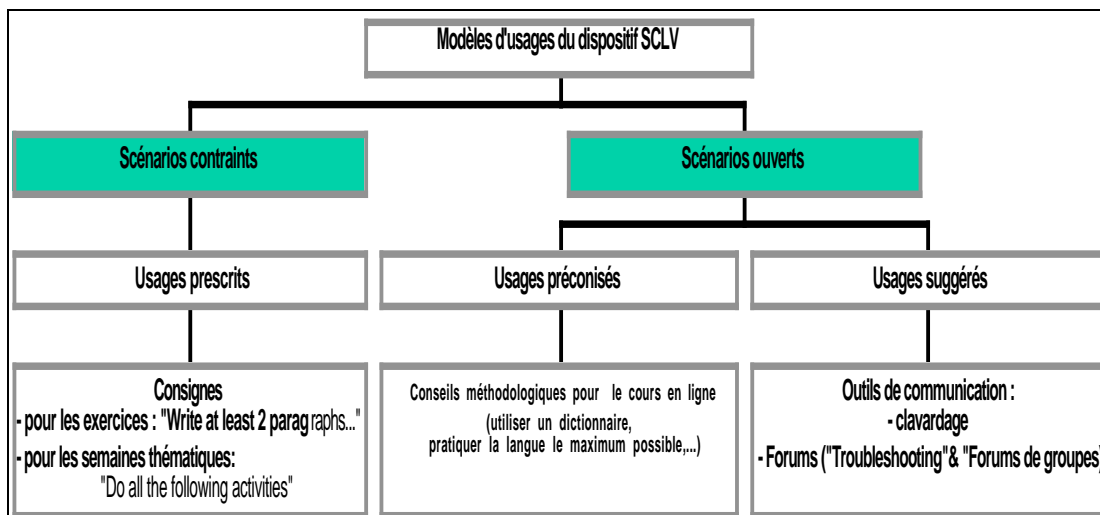 Modèles d'usages du dispositif SCLV
Scénarios contraints
Scénarios ouverts
Usages prescrits
Usages préconisés
Usages suggérés
Consignes
- pour les exercices : "Write at least 2 paragraphs..."
- pour les semaines thématiques:
"Do all the following activities"
Conseils méthodologiques pour le cours en ligne
(utiliser un dictionnaire,
pratiquer la langue le maximum possible,...)
Outils de communication :
- clavardage
- Forums ("Troubleshooting"& "Forums de groupes)